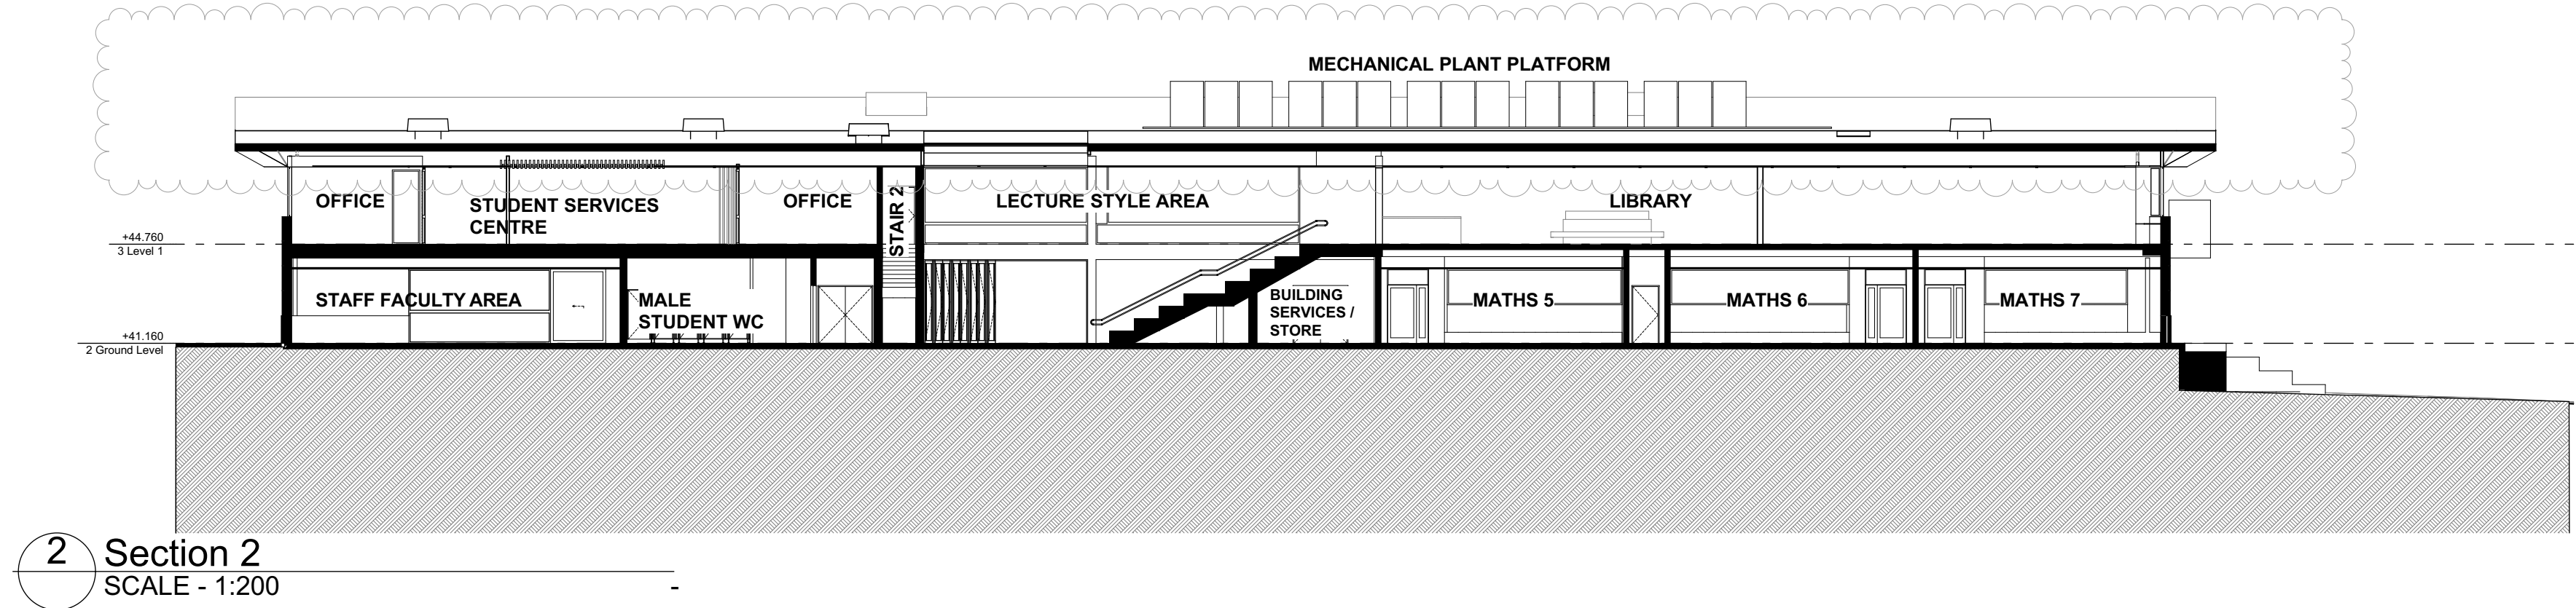 MECHANICAL PLANT PLATFORM
OFFICE
STUDENT SERVICES
CENTRE
OFFICE
STAIR 2
LECTURE STYLE AREA
LIBRARY
+44.760
3 Level 1
STAFF FACULTY AREA
MALE
STUDENT WC
BUILDING
SERVICES /
STORE
MATHS 5
MATHS 6
MATHS 7
+41.160
2 Ground Level
2
Section 2
SCALE - 1:200
-